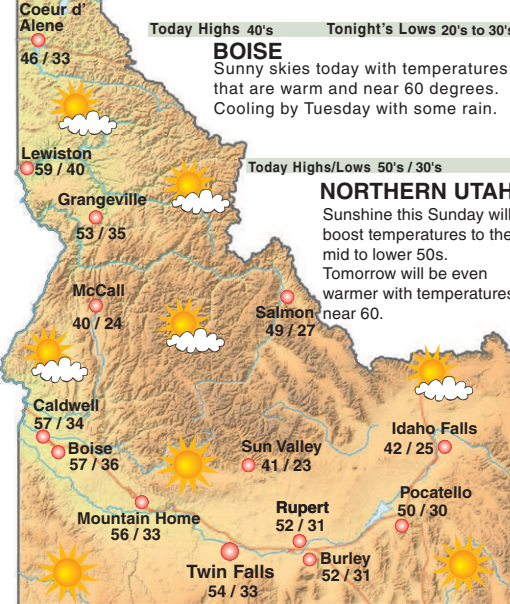 Coeur d'
Alene
46 / 33
Today Highs 40's Tonight's Lows 20's to 30's
BOISE
Sunny skies today with temperatures
that are warm and near 60 degrees.
Cooling by Tuesday with some rain.
Lewiston
59 / 40
Today Highs/Lows 50's / 30's
NORTHERN UTAH
Sunshine this Sunday will
boost temperatures to the
mid to lower 50s.
Tomorrow will be even
warmer with temperatures
near 60.
Grangeville
53 / 35
McCall
40 / 24
Salmon
49 / 27
Caldwell
57 / 34
Boise
57 / 36
Sun Valley
41 / 23
Idaho Falls
42 / 25
Mountain Home
56 / 33
Rupert
52 / 31
Pocatello
50 / 30
Twin Falls
54 / 33
Burley
52 / 31